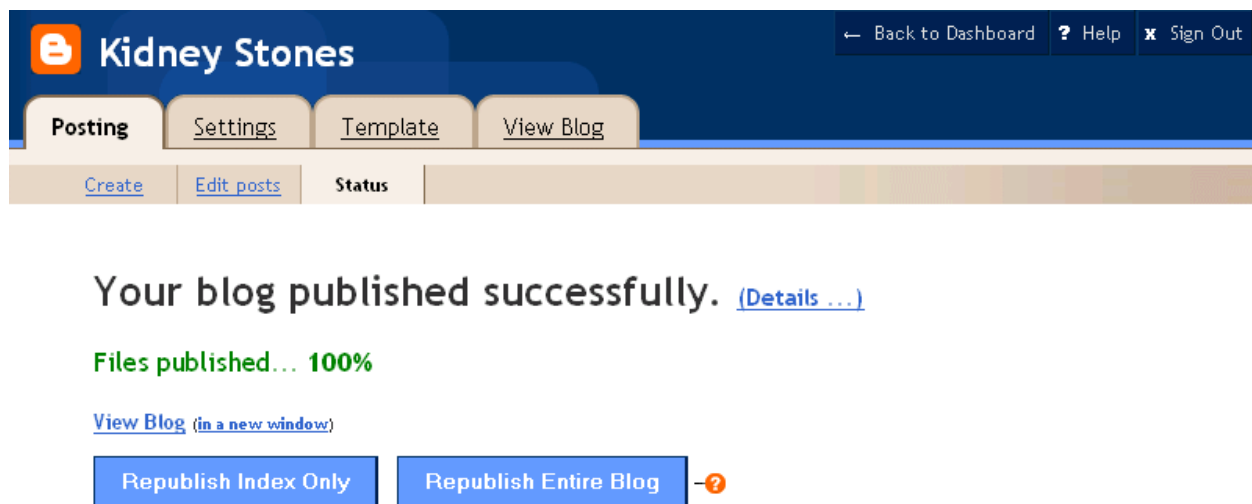 Kidney Stones
← Back to Dashboard ? Help x Sign Out
Posting Settings Template View Blog
Create Edit posts Status
Your blog published successfully. (Details ...)
Files published... 100%
View Blog (in a new window)
Republish Index Only Republish Entire Blog –?